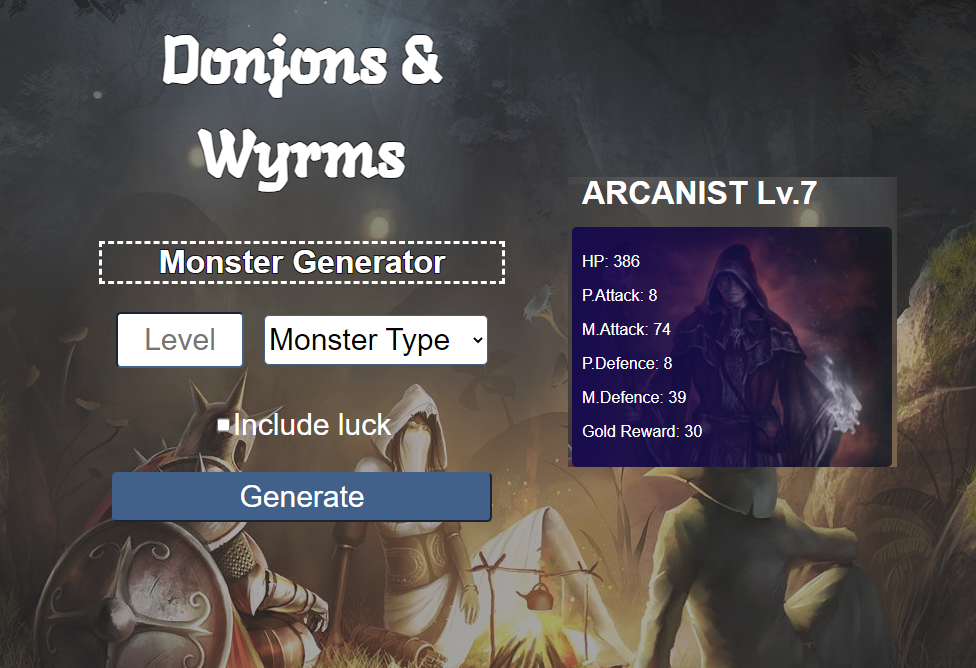 Donjons &
Wyrms
Monster Generator
Level
Monster Type
Include luck
Generate
ARCANIST Lv.7
HP: 386
P.Attack: 8
M.Attack: 74
P.Defence: 8
M.Defence: 39
Gold Reward: 30